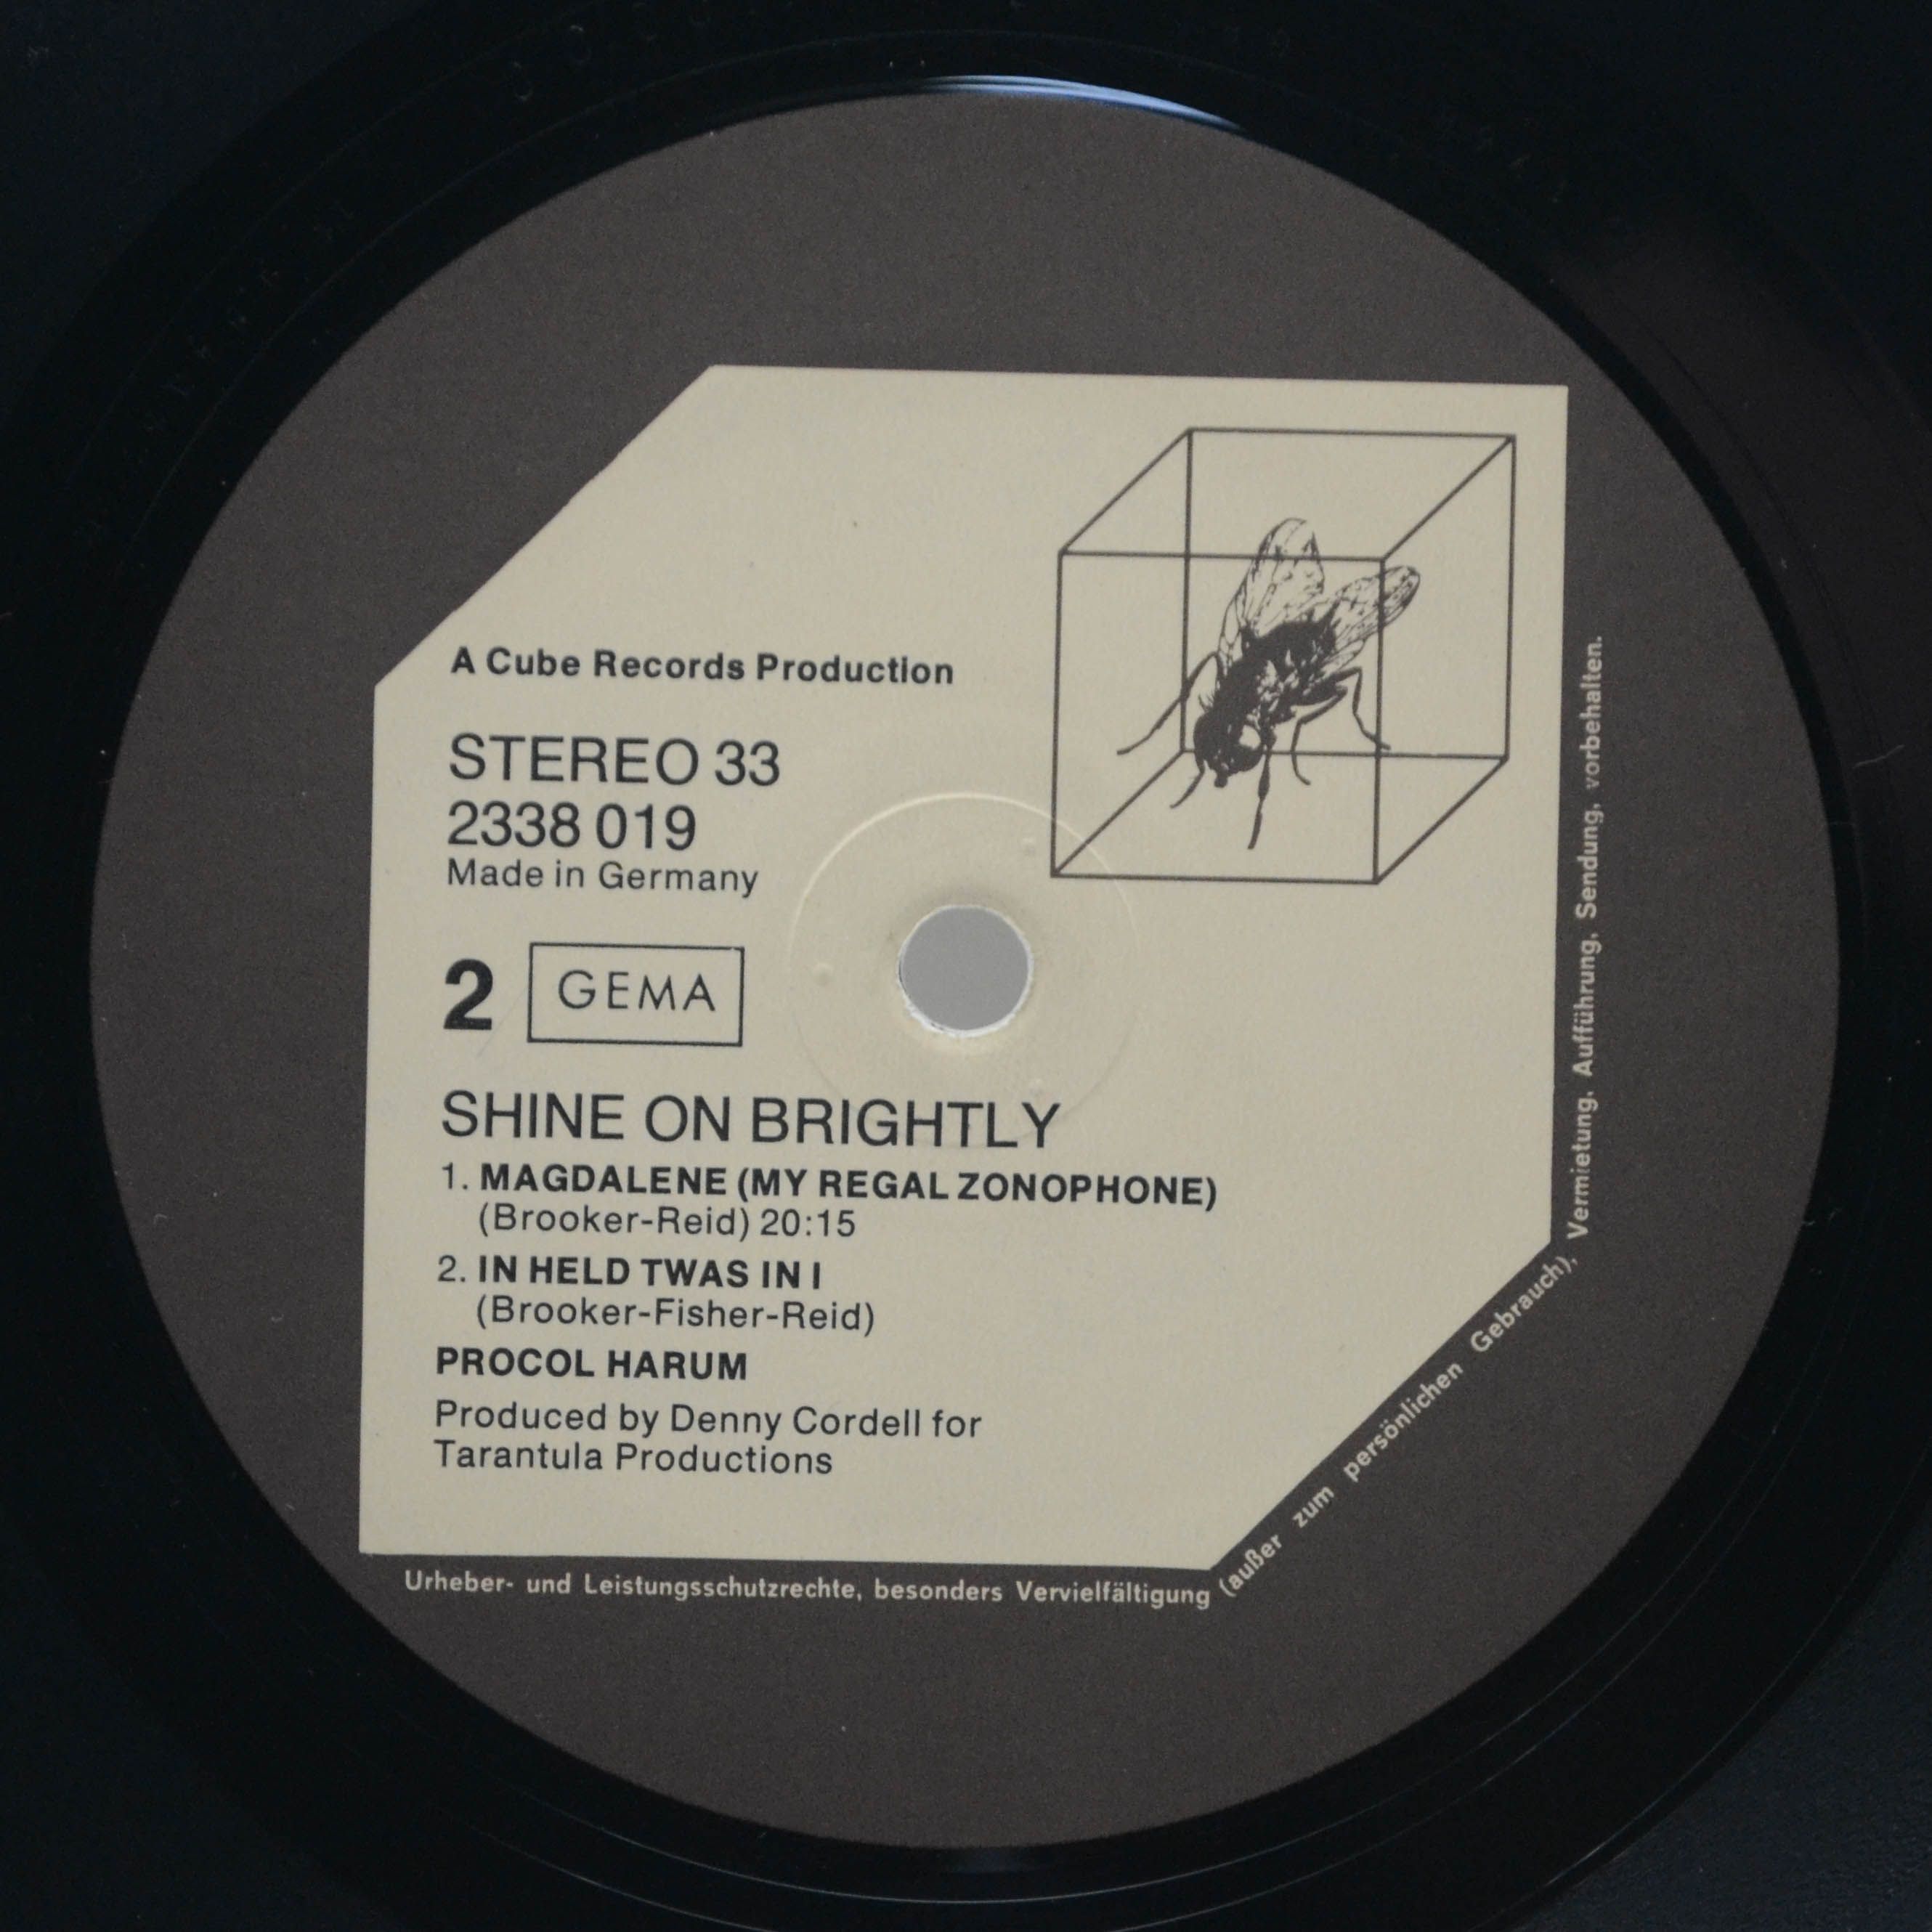 A Cube Records Production
STEREO 33
2338 019
Made in Germany
2 GEMA
SHINE ON BRIGHTLY
1. MAGDALENE (MY REGAL ZONOPHONE)
(Brooker-Reid) 20:15
2. IN HELD TWAS IN I
(Brooker-Fisher-Reid)
PROCOL HARUM
Produced by Denny Cordell for
Tarantula Productions
Urheber- und Leistungsschutzrechte, besonders Vervielfältigung (außer zum persönlichen Gebrauch), Vermietung, Aufführung, Sendung, vorbehalten.